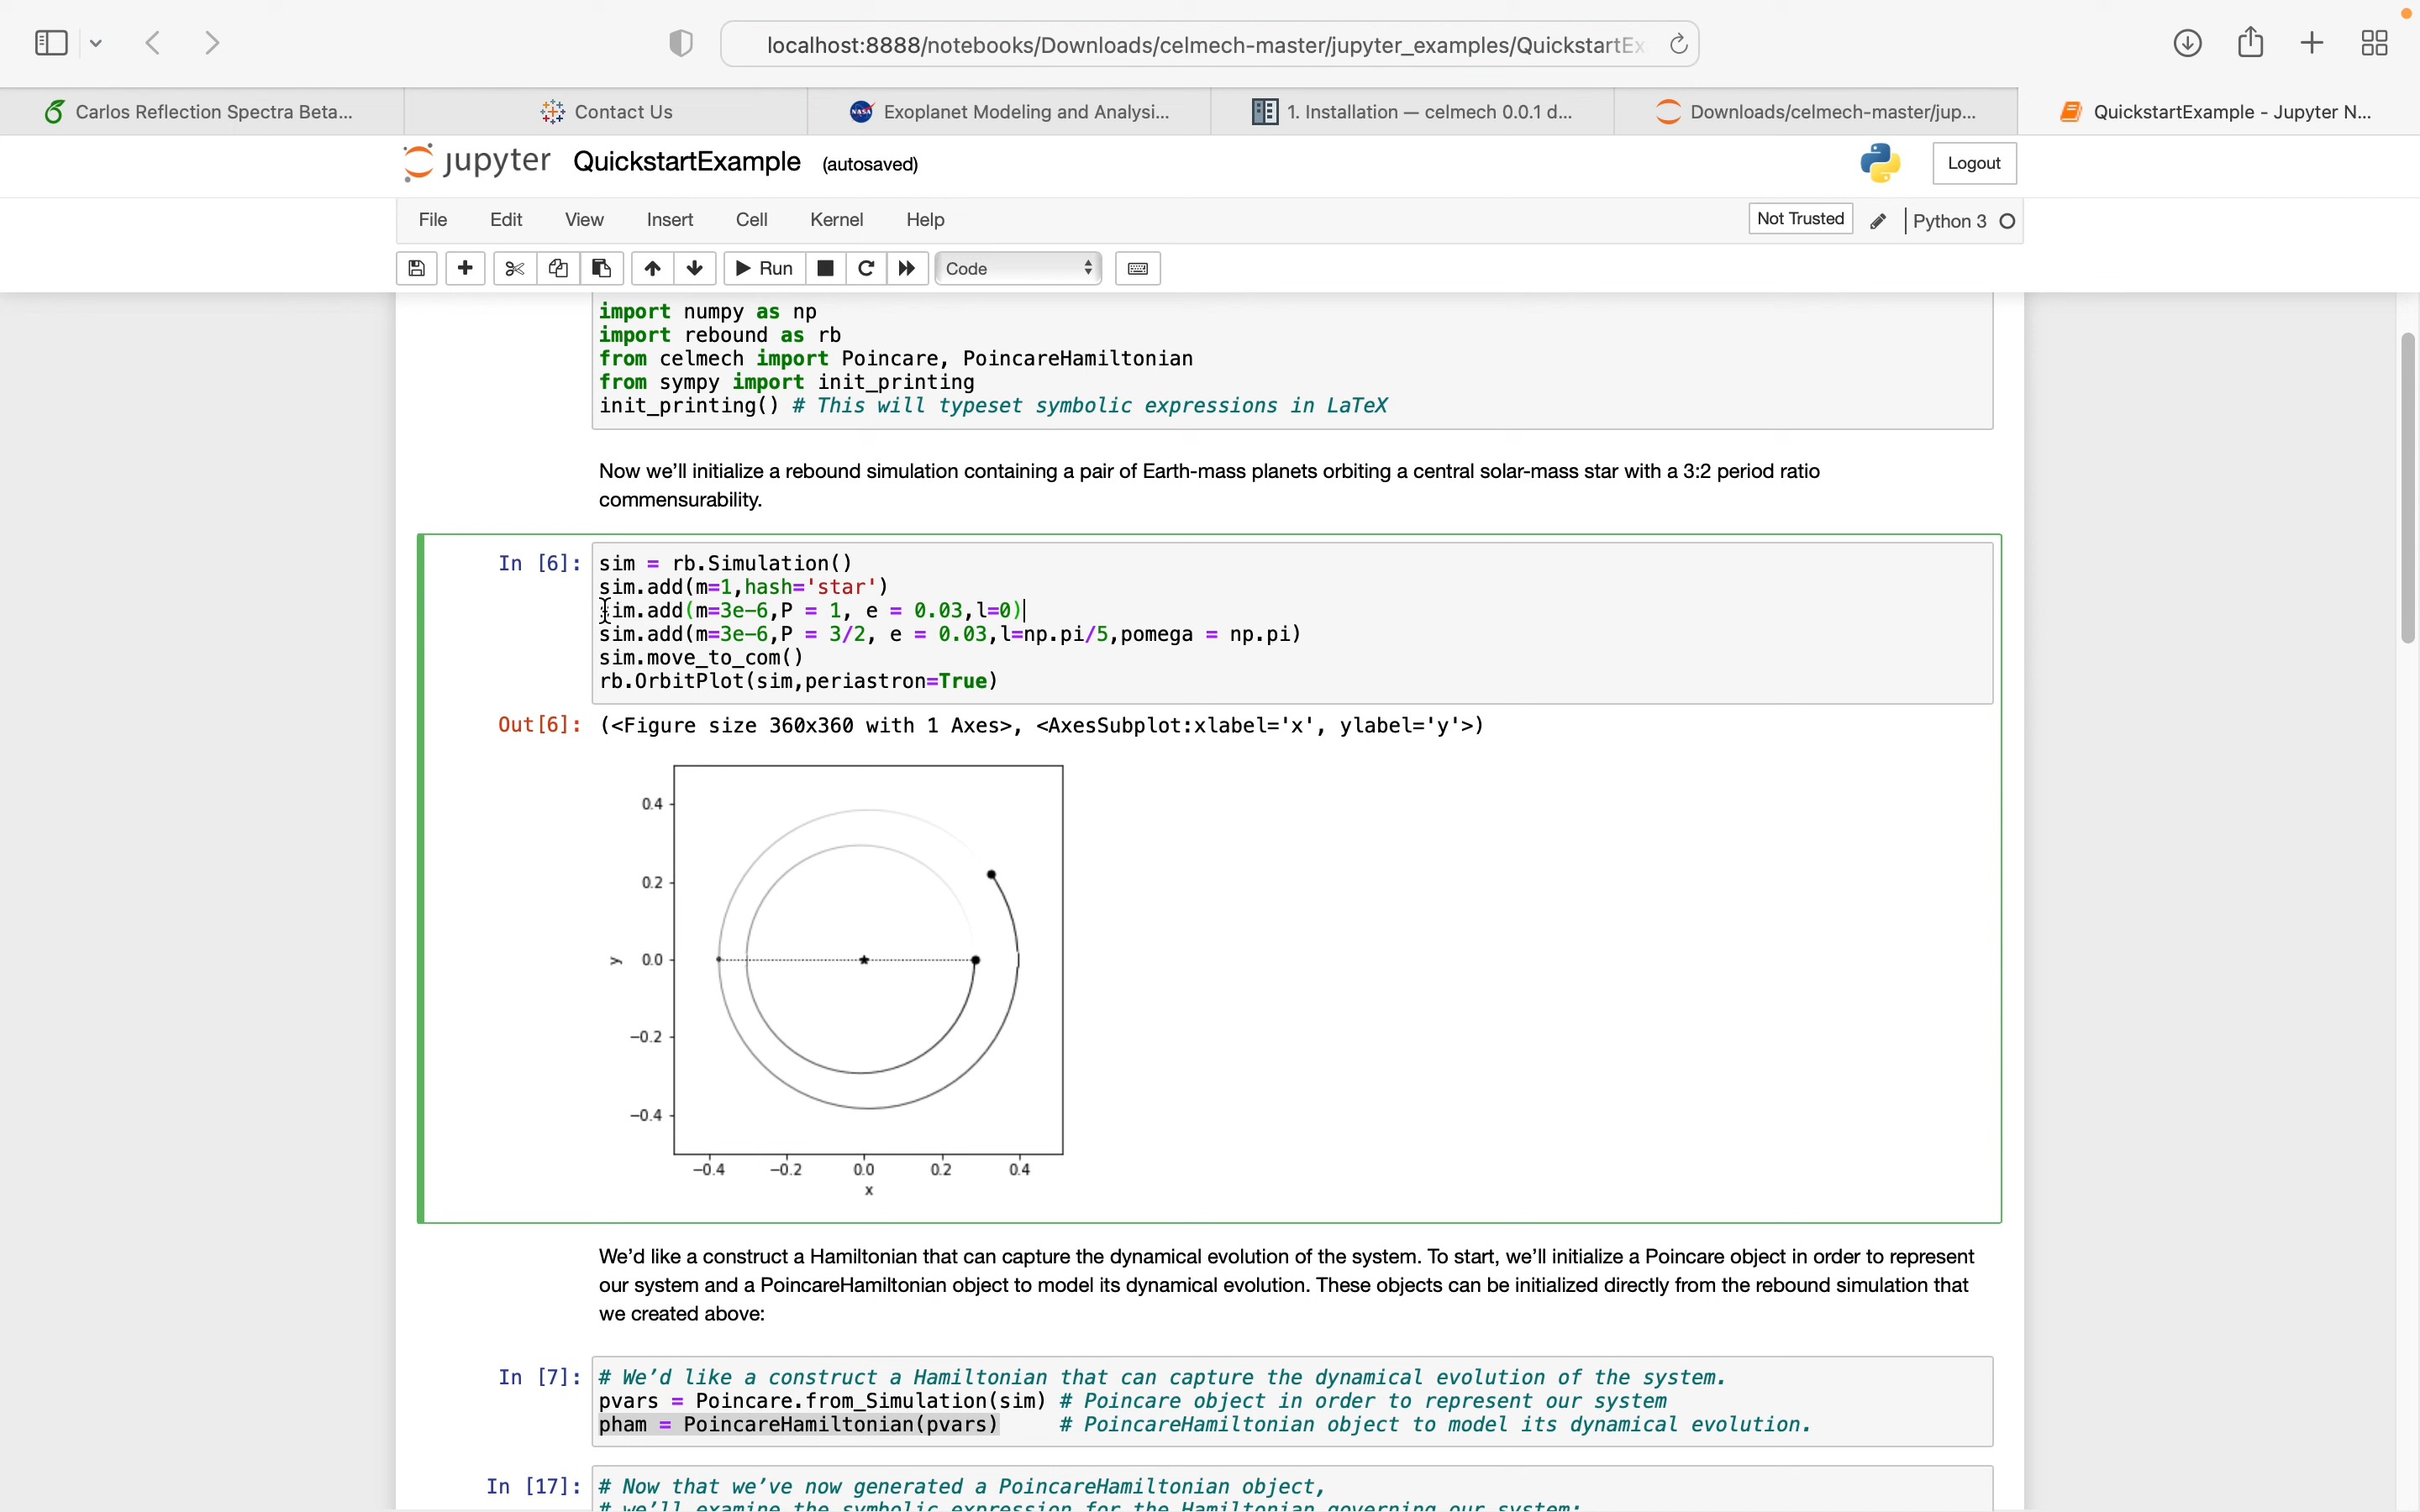 localhost:8888/notebooks/Downloads/celmech-master/jupyter_examples/QuickstartEx
Carlos Reflection Spectra Beta...
Contact Us
Exoplanet Modeling and Analysi...
1. Installation — celmech 0.0.1 d...
Downloads/celmech-master/jup...
QuickstartExample - Jupyter N...
jupyter QuickstartExample (autosaved)
Logout
File Edit View Insert Cell Kernel Help
Not Trusted
Python 3
Run
Code
import numpy as np
import rebound as rb
from celmech import Poincare, PoincareHamiltonian
from sympy import init_printing
init_printing() # This will typeset symbolic expressions in LaTeX
Now we'll initialize a rebound simulation containing a pair of Earth-mass planets orbiting a central solar-mass star with a 3:2 period ratio
commensurability.
In [6]: sim = rb.Simulation()
sim.add(m=1,hash='star')
sim.add(m=3e-6,P = 1, e = 0.03,l=0)
sim.add(m=3e-6,P = 3/2, e = 0.03,l=np.pi/5,pomega = np.pi)
sim.move_to_com()
rb.OrbitPlot(sim,periastron=True)
Out[6]: (<Figure size 360x360 with 1 Axes>, <AxesSubplot:xlabel='x', ylabel='y'>)
0.4
0.2
y 0.0
−0.2
−0.4
−0.4 −0.2 0.0 0.2 0.4
x
We'd like a construct a Hamiltonian that can capture the dynamical evolution of the system. To start, we'll initialize a Poincare object in order to represent
our system and a PoincareHamiltonian object to model its dynamical evolution. These objects can be initialized directly from the rebound simulation that
we created above:
In [7]: # We'd like a construct a Hamiltonian that can capture the dynamical evolution of the system.
pvars = Poincare.from_Simulation(sim) # Poincare object in order to represent our system
pham = PoincareHamiltonian(pvars) # PoincareHamiltonian object to model its dynamical evolution.
In [17]: # Now that we've now generated a PoincareHamiltonian object,
# we'll examine the symbolic expression for the Hamiltonian governing our system: